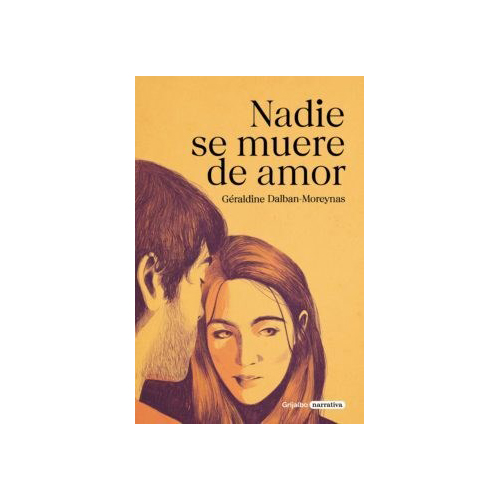 Nadie
se muere
de amor
Géraldine Dalban-Moreynas
Grijalbo narrativa